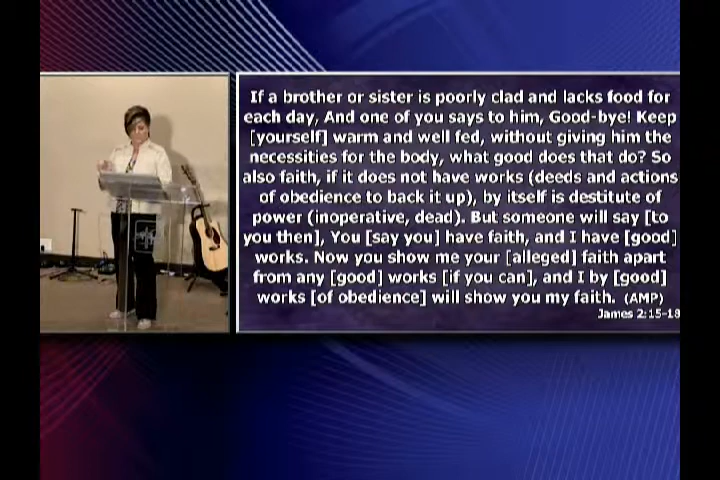 If a brother or sister is poorly clad and lacks food for
each day, And one of you says to him, Good-bye! Keep
[yourself] warm and well fed, without giving him the
necessities for the body, what good does that do? So
also faith, if it does not have works (deeds and actions
of obedience to back it up), by itself is destitute of
power (inoperative, dead). But someone will say [to
you then], You [say you] have faith, and I have [good]
works. Now you show me your [alleged] faith apart
from any [good] works [if you can], and I by [good]
works [of obedience] will show you my faith. (AMP)
James 2:15-18